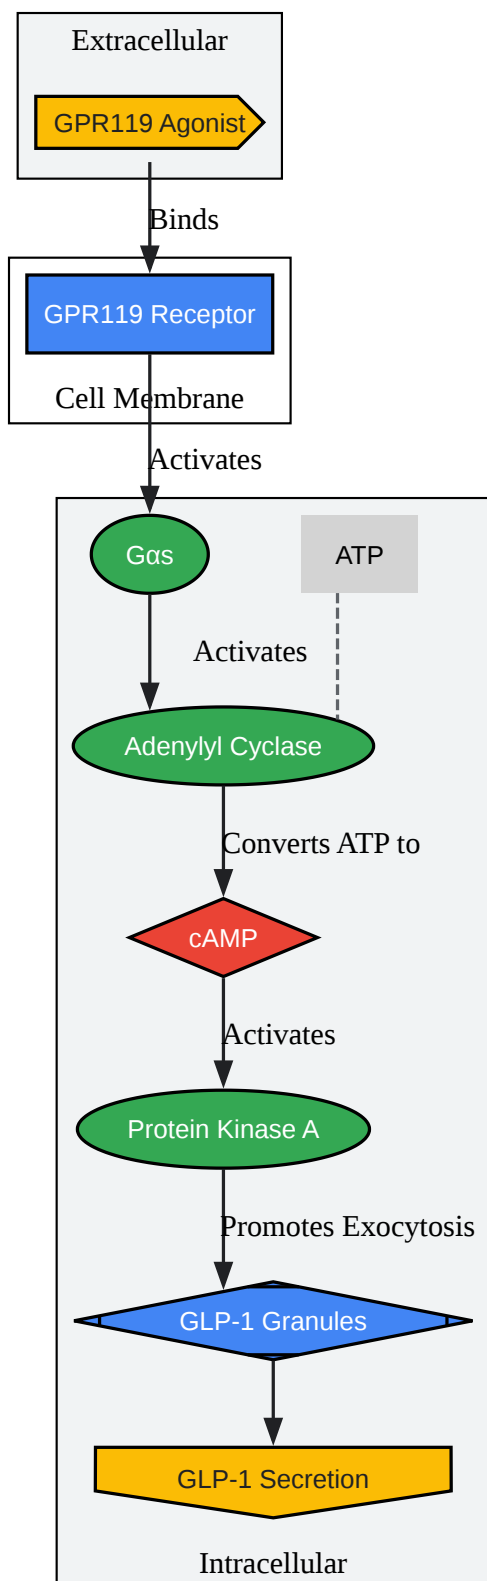 Extracellular
GPR119 Agonist
Binds
GPR119 Receptor
Cell Membrane
Activates
Gαs
ATP
Activates
Adenylyl Cyclase
Converts ATP to
cAMP
Activates
Protein Kinase A
Promotes Exocytosis
GLP-1 Granules
GLP-1 Secretion
Intracellular